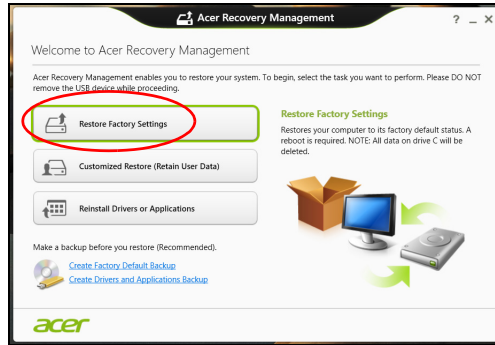 Acer Recovery Management
? _ X
Welcome to Acer Recovery Management
Acer Recovery Management enables you to restore your system. To begin, select the task you want to perform. Please DO NOT
remove the USB device while proceeding.
Restore Factory Settings
Customized Restore (Retain User Data)
Reinstall Drivers or Applications
Restore Factory Settings
Restores your computer to its factory default status. A
reboot is required. NOTE: All data on drive C will be
deleted.
Make a backup before you restore (Recommended).
Create Factory Default Backup
Create Drivers and Applications Backup
acer